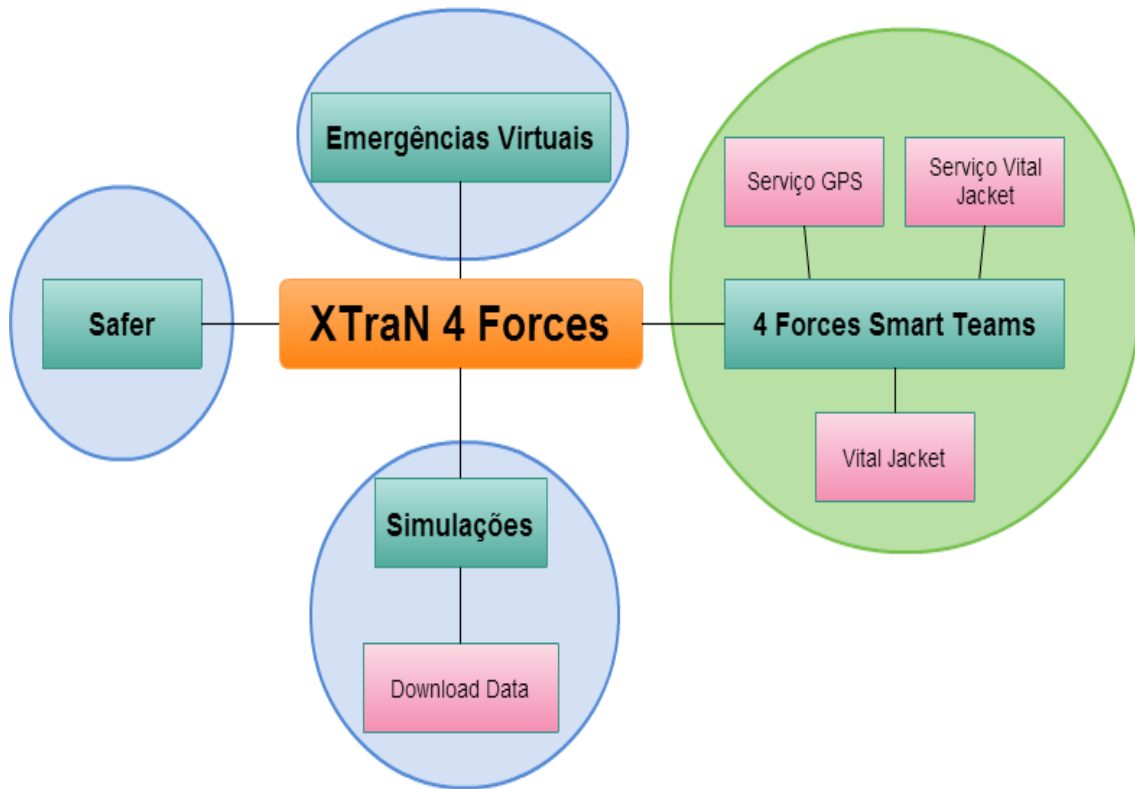 Emergências Virtuais
Serviço GPS
Serviço Vital
Jacket
Safer
XTraN 4 Forces
4 Forces Smart Teams
Vital Jacket
Simulações
Download Data